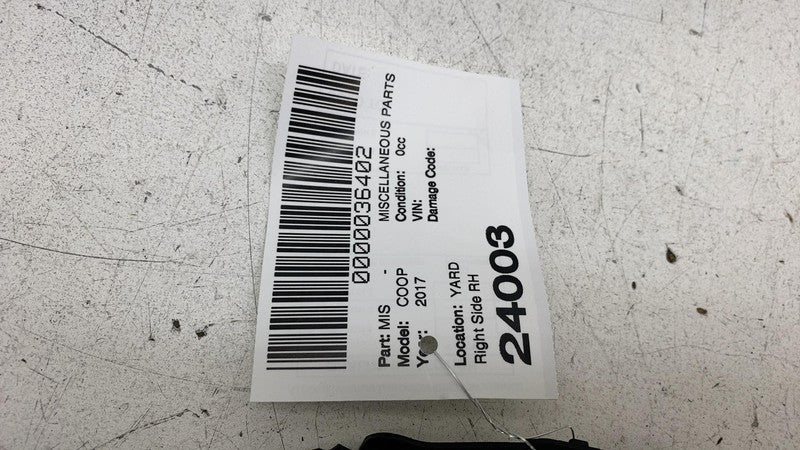 0000036402
Part: MIS - MISCELLANEOUS PARTS
Model: COOP Condition: 0cc
Year: 2017 VIN:
Damage Code:
Location: YARD
Right Side RH
24003